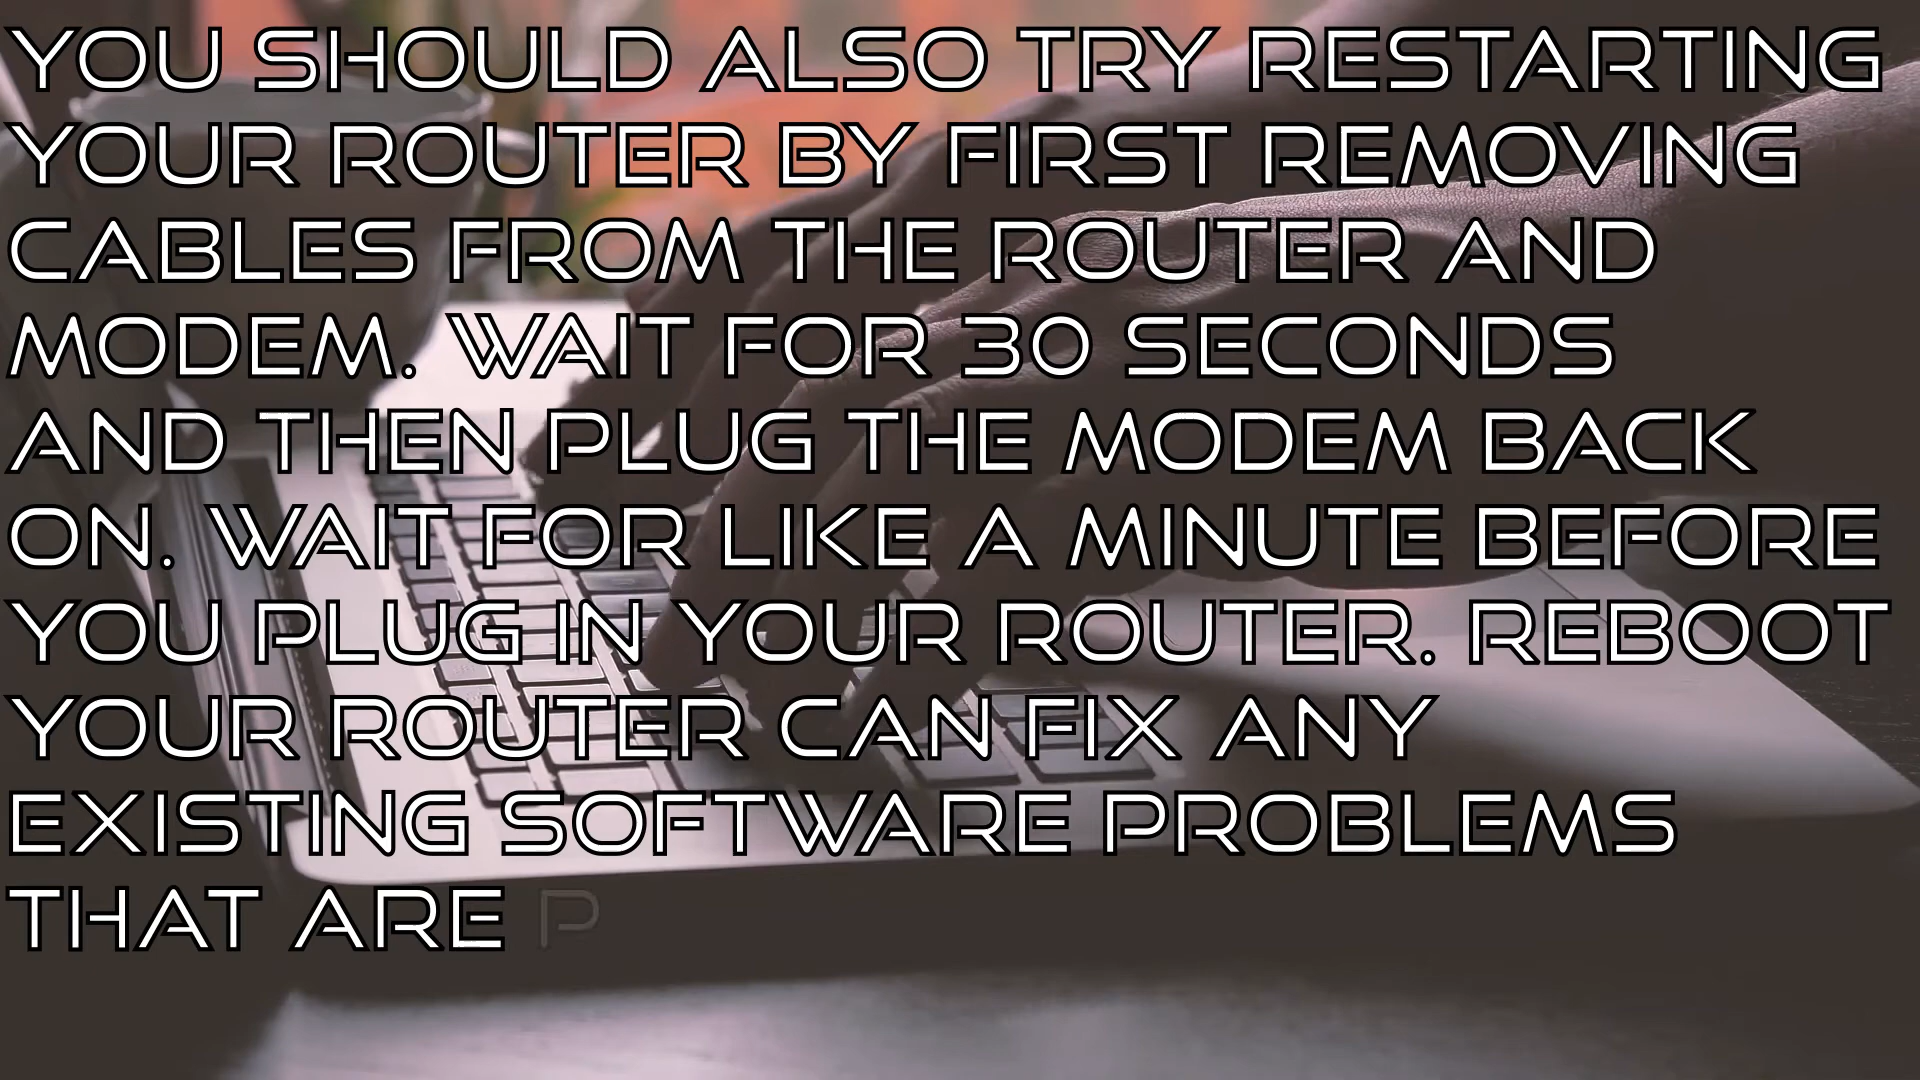 YOU SHOULD ALSO TRY RESTARTING
YOUR ROUTER BY FIRST REMOVING
CABLES FROM THE ROUTER AND
MODEM. WAIT FOR 30 SECONDS
AND THEN PLUG THE MODEM BACK
ON. WAIT FOR LIKE A MINUTE BEFORE
YOU PLUG IN YOUR ROUTER. REBOOT
YOUR ROUTER CAN FIX ANY
EXISTING SOFTWARE PROBLEMS
THAT ARE P